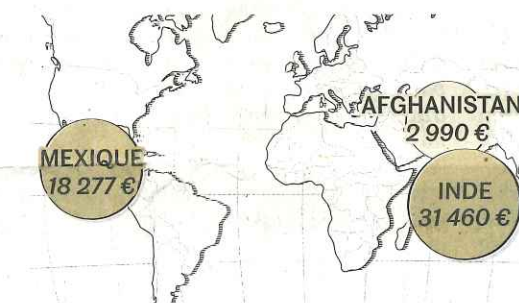 MEXIQUE
18 277 €
AFGHANISTAN
2 990 €
INDE
31 460 €